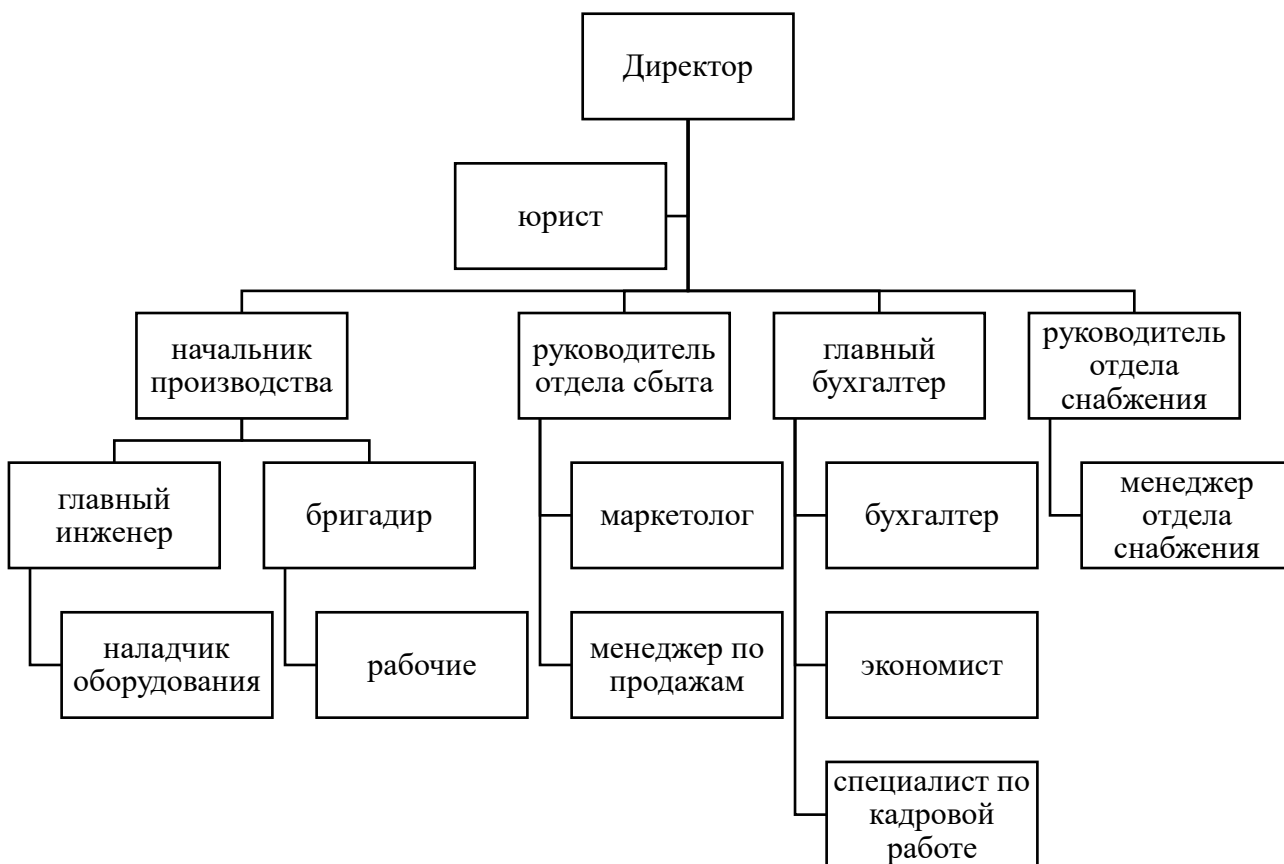 Директор
юрист
начальник
производства
руководитель
отдела сбыта
главный
бухгалтер
руководитель
отдела
снабжения
главный
инженер
бригадир
маркетолог
бухгалтер
менеджер
отдела
снабжения
наладчик
оборудования
рабочие
менеджер по
продажам
экономист
специалист по
кадровой
работе